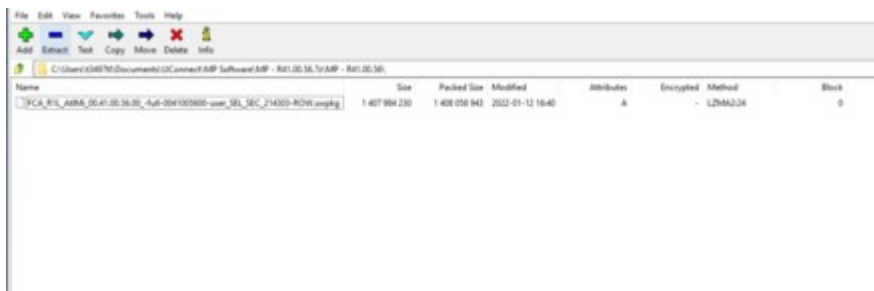 File Edit View Favorites Tools Help
Add Extract Test Copy Move Delete Info
Name Size Packed Size Modified Attributes Encrypted Method Block
1 407 984 230 1 408 058 943 2022-01-12 16:40 A - LZMA2:24 0